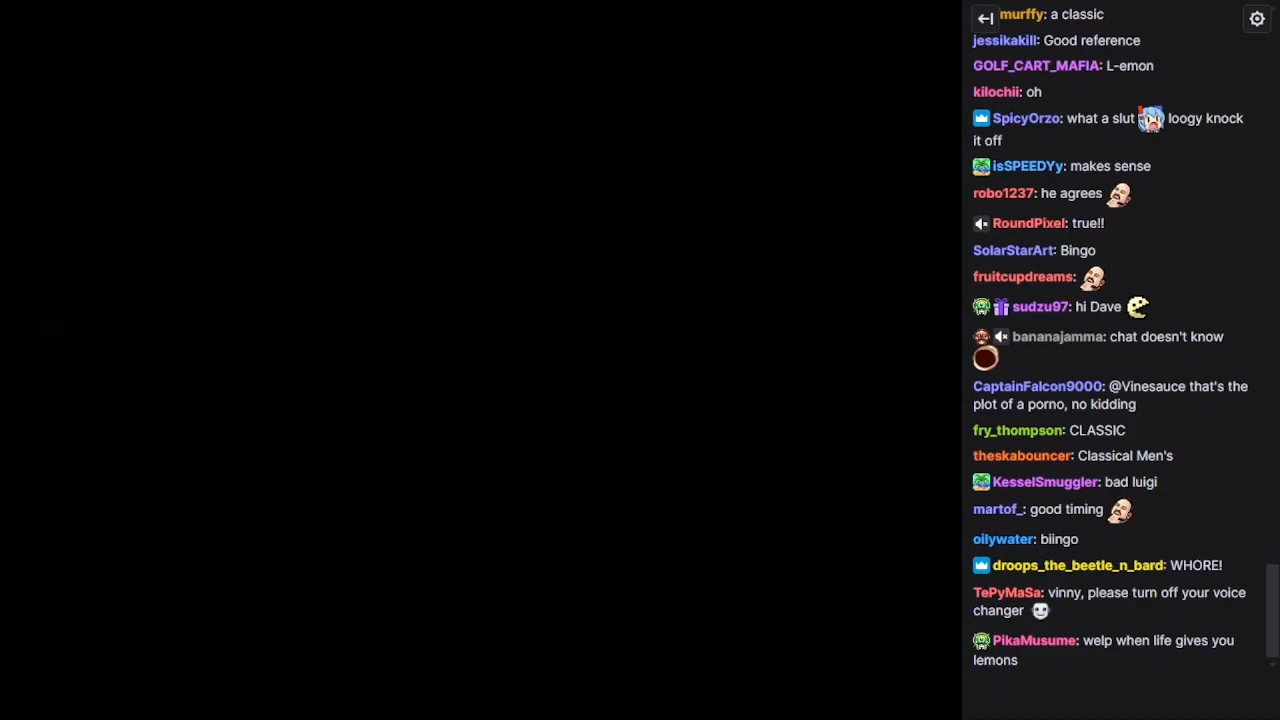 murffy: a classic
jessikakill: Good reference
GOLF_CART_MAFIA: L-emon
kilochii: oh
SpicyOrzo: what a slut loogy knock
it off
isSPEEDYy: makes sense
robo1237: he agrees
RoundPixel: true!!
SolarStarArt: Bingo
fruitcupdreams:
sudzu97: hi Dave
bananajamma: chat doesn't know
CaptainFalcon9000: @Vinesauce that's the
plot of a porno, no kidding
fry_thompson: CLASSIC
theskabouncer: Classical Men's
KesselSmuggler: bad luigi
martof_: good timing
oilywater: biingo
droops_the_beetle_n_bard: WHORE!
TePyMaSa: vinny, please turn off your voice
changer
PikaMusume: welp when life gives you
lemons